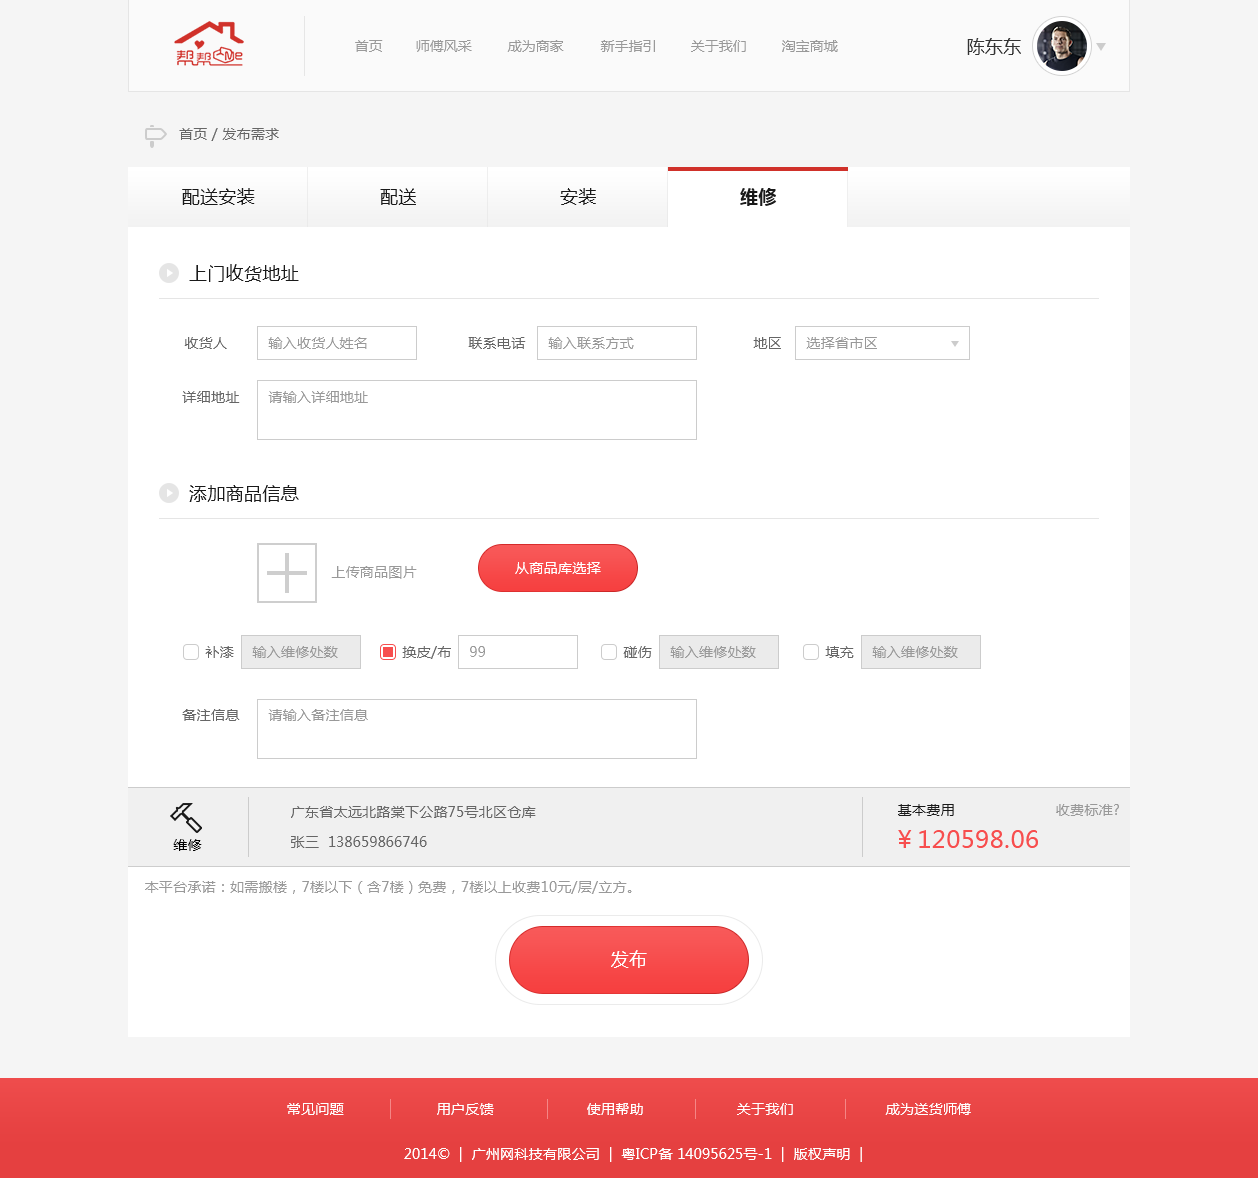 帮帮Me
首页 师傅风采 成为商家 新手指引 关于我们 淘宝商城 陈东东
首页 / 发布需求
配送安装 配送 安装 维修
上门收货地址
收货人 输入收货人姓名 联系电话 输入联系方式 地区 选择省市区
详细地址 请输入详细地址
添加商品信息
上传商品图片 从商品库选择
补漆 输入维修处数 换皮/布 99 碰伤 输入维修处数 填充 输入维修处数
备注信息 请输入备注信息
维修
广东省太远北路棠下公路75号北区仓库
张三 138659866746
基本费用 收费标准?
¥ 120598.06
本平台承诺：如需搬楼，7楼以下（含7楼）免费，7楼以上收费10元/层/立方。
发布
常见问题 用户反馈 使用帮助 关于我们 成为送货师傅
2014© | 广州网科技有限公司 | 粤ICP备 14095625号-1 | 版权声明 |